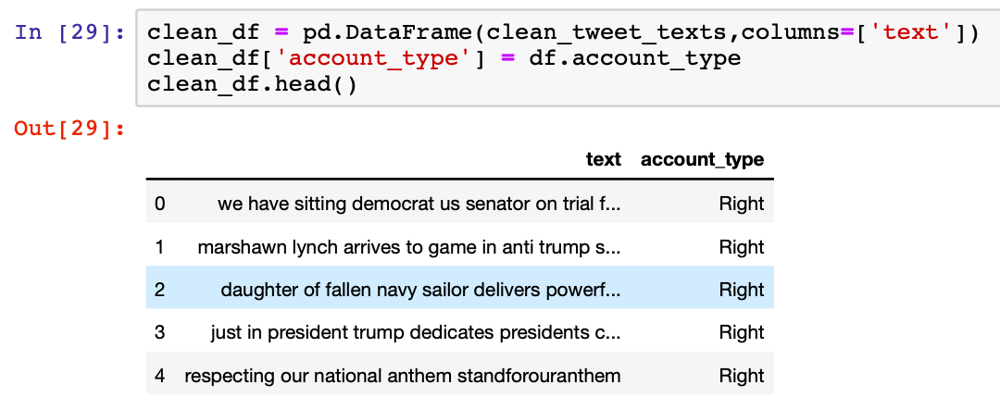 In [29]: clean_df = pd.DataFrame(clean_tweet_texts,columns=['text'])
clean_df['account_type'] = df.account_type
clean_df.head()
Out[29]:
text account_type
0 we have sitting democrat us senator on trial f... Right
1 marshawn lynch arrives to game in anti trump s... Right
2 daughter of fallen navy sailor delivers powerf... Right
3 just in president trump dedicates presidents c... Right
4 respecting our national anthem standforouranthem Right